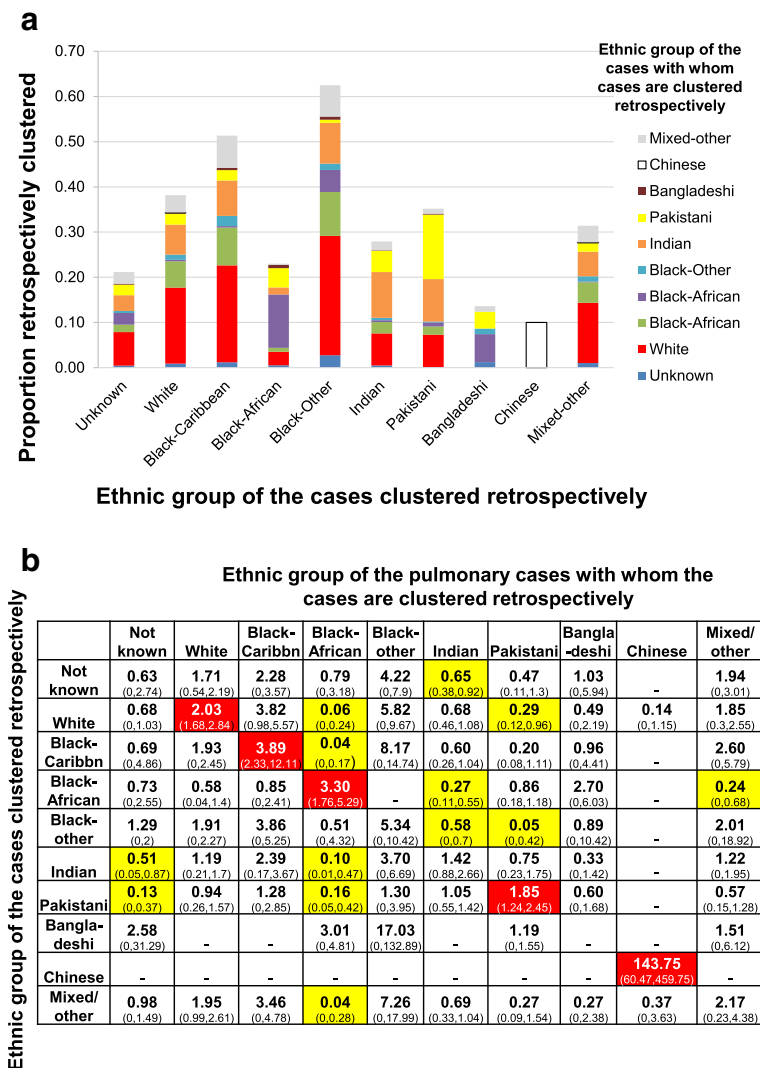 a
Ethnic group of the
cases with whom
cases are clustered
retrospectively
Mixed-other
Chinese
Bangladeshi
Pakistani
Indian
Black-Other
Black-African
Black-African
White
Unknown
Proportion retrospectively clustered
0.70
0.60
0.50
0.40
0.30
0.20
0.10
0.00
Unknown
White
Black-Caribbean
Black-African
Black-Other
Indian
Pakistani
Bangladeshi
Chinese
Mixed-other
Ethnic group of the cases clustered retrospectively
b
Ethnic group of the pulmonary cases with whom the
cases are clustered retrospectively
Ethnic group of the cases clustered retrospectively
Not known White Black-Caribbn Black-African Black-other Indian Pakistani Bangla-deshi Chinese Mixed/other
Not known 0.63 1.71 2.28 0.79 4.22 0.65 0.47 1.03 - 1.94
(0,2.74) (0.54,2.19) (0,3.57) (0,3.18) (0,7.9) (0.38,0.92) (0.11,1.3) (0,5.94) (0,3.01)
White 0.68 2.03 3.82 0.06 5.82 0.68 0.29 0.49 0.14 1.85
(0,1.03) (1.68,2.84) (0.98,5.57) (0,0.24) (0,9.67) (0.46,1.08) (0.12,0.96) (0,2.19) (0,1.15) (0.3,2.55)
Black-Caribbn 0.69 1.93 3.89 0.04 8.17 0.60 0.20 0.96 - 2.60
(0,4.86) (0,2.45) (2.33,12.11) (0,0.17) (0,14.74) (0.26,1.04) (0.08,1.11) (0,4.41) (0,5.79)
Black-African 0.73 0.58 0.85 3.30 - 0.27 0.86 2.70 - 0.24
(0,2.55) (0.04,1.4) (0,2.41) (1.76,5.29) (0.11,0.55) (0.18,1.18) (0,6.03) (0,0.68)
Black-other 1.29 1.91 3.86 0.51 5.34 0.58 0.05 0.89 - 2.01
(0,2) (0,2.27) (0,5.25) (0,4.32) (0,10.42) (0,0.7) (0,0.42) (0,10.42) (0,18.92)
Indian 0.51 1.19 2.39 0.10 3.70 1.42 0.75 0.33 - 1.22
(0.05,0.87) (0.21,1.7) (0.17,3.67) (0.01,0.47) (0,6.69) (0.88,2.66) (0.31,2.23) (0,1.42) (0,1.95)
Pakistani 0.13 0.94 1.28 0.16 1.30 1.05 1.85 0.60 - 0.57
(0,0.37) (0.26,1.57) (0,2.85) (0.05,0.42) (0,3.95) (0.55,1.42) (1.24,2.45) (0,1.68) (0.15,1.28)
Bangla-deshi 2.58 - - 3.01 17.03 - 1.19 - - 1.51
(0,31.29) (0,4.81) (0,132.89) (0,1.55) (0,6.12)
Chinese - - - - - - - - 143.75 -
(60.47,459.75)
Mixed/other 0.98 1.95 3.46 0.04 7.26 0.69 0.27 0.27 0.37 2.17
(0,1.49) (0.99,2.61) (0,4.78) (0,0.28) (0,17.99) (0.33,1.04) (0.09,1.54) (0,2.38) (0,3.63) (0.23,4.38)